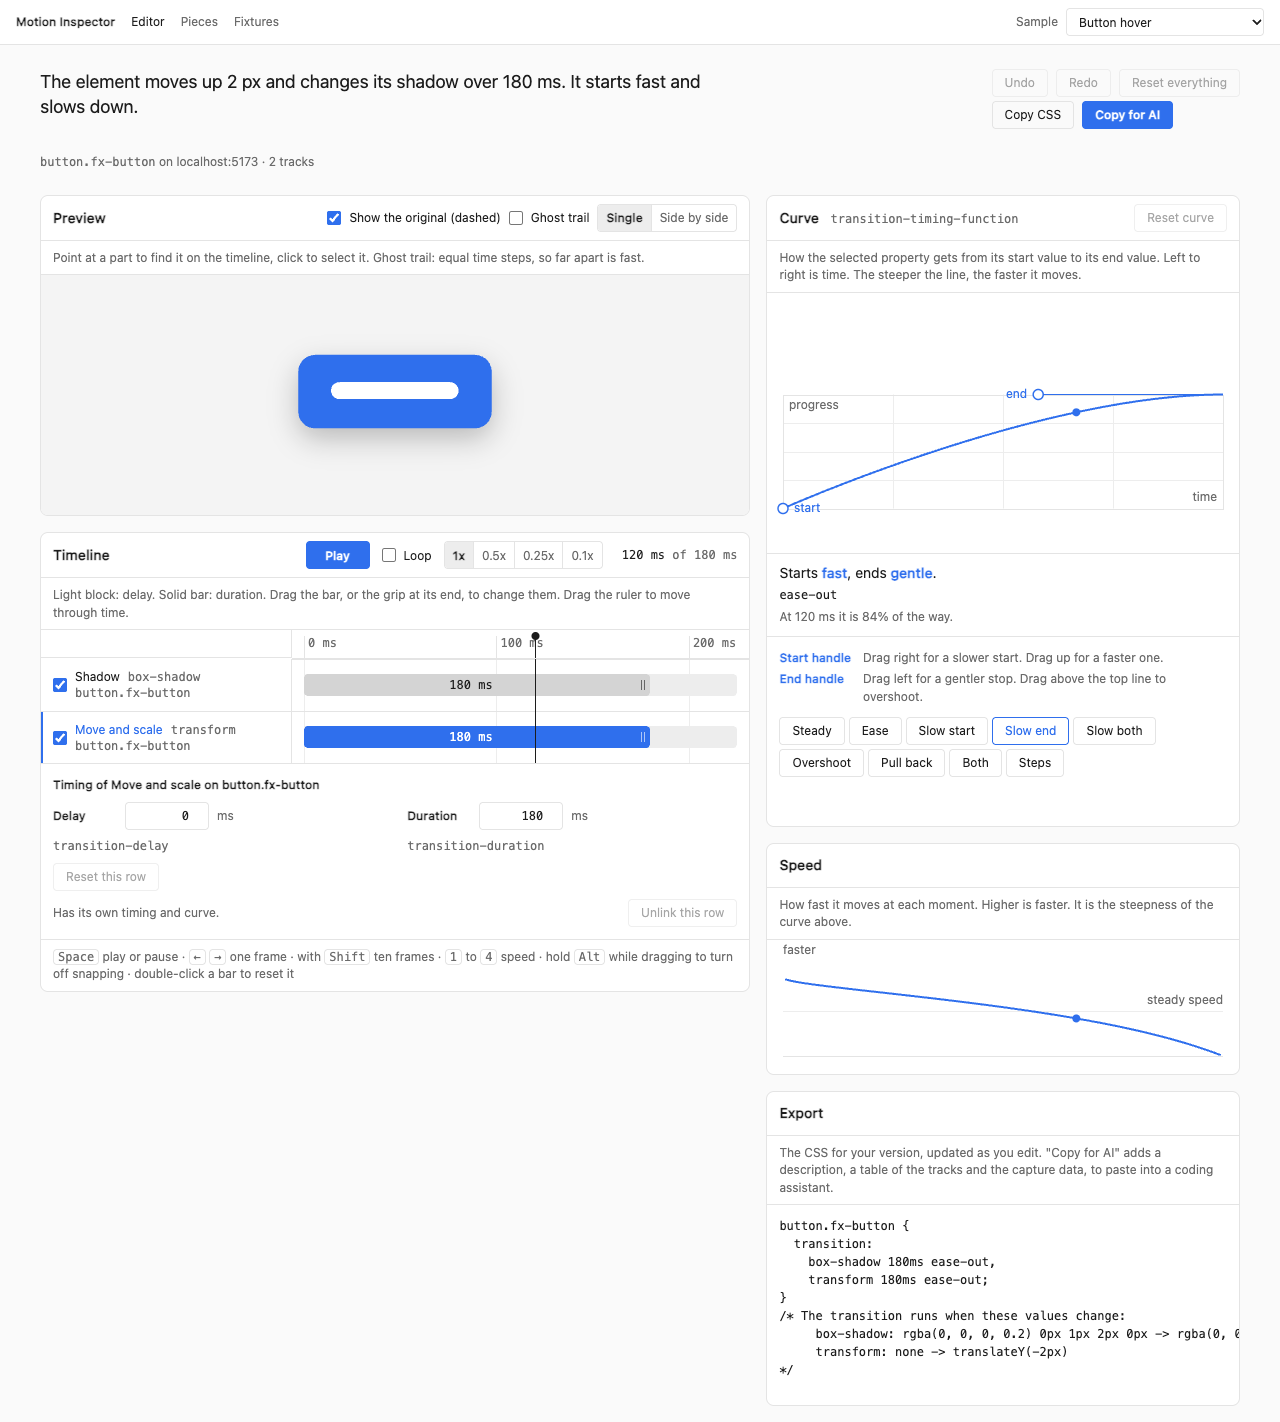 Motion Inspector Editor Pieces Fixtures Sample Button hover
The element moves up 2 px and changes its shadow over 180 ms. It starts fast and
slows down.
Undo Redo Reset everything
Copy CSS Copy for AI
button.fx-button on localhost:5173 · 2 tracks
Preview Show the original (dashed) Ghost trail Single Side by side
Point at a part to find it on the timeline, click to select it. Ghost trail: equal time steps, so far apart is fast.
Timeline Play Loop 1x 0.5x 0.25x 0.1x 120 ms of 180 ms
Light block: delay. Solid bar: duration. Drag the bar, or the grip at its end, to change them. Drag the ruler to move
through time.
0 ms 100 ms 200 ms
Shadow box-shadow
button.fx-button
180 ms
Move and scale transform
button.fx-button
180 ms
Timing of Move and scale on button.fx-button
Delay 0 ms Duration 180 ms
transition-delay transition-duration
Reset this row
Has its own timing and curve. Unlink this row
Space play or pause · ← → one frame · with Shift ten frames · 1 to 4 speed · hold Alt while dragging to turn
off snapping · double-click a bar to reset it
Curve transition-timing-function Reset curve
How the selected property gets from its start value to its end value. Left to
right is time. The steeper the line, the faster it moves.
end
progress
time
start
Starts fast, ends gentle.
ease-out
At 120 ms it is 84% of the way.
Start handle Drag right for a slower start. Drag up for a faster one.
End handle Drag left for a gentler stop. Drag above the top line to
overshoot.
Steady Ease Slow start Slow end Slow both
Overshoot Pull back Both Steps
Speed
How fast it moves at each moment. Higher is faster. It is the steepness of the
curve above.
faster
steady speed
Export
The CSS for your version, updated as you edit. "Copy for AI" adds a
description, a table of the tracks and the capture data, to paste into a coding
assistant.
button.fx-button {
transition:
box-shadow 180ms ease-out,
transform 180ms ease-out;
}
/* The transition runs when these values change:
box-shadow: rgba(0, 0, 0, 0.2) 0px 1px 2px 0px -> rgba(0, 0
transform: none -> translateY(-2px)
*/